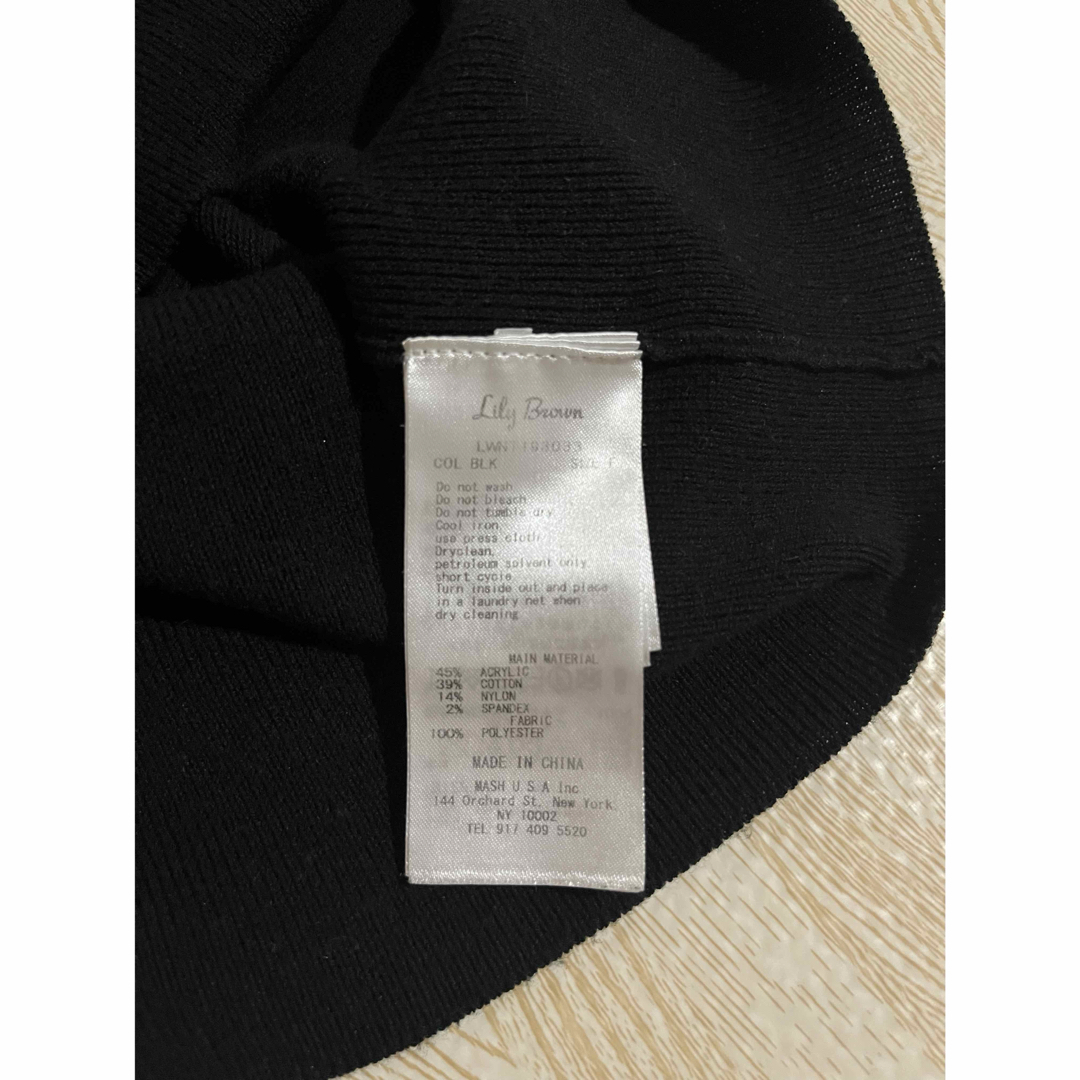 Lily Brown
COL BLK
Do not wash
Do not bleach
Do not tumble dry
Cool iron
use press cloth
Dryclean,
petroleum solvent only
short cycle
Turn inside out and place
in a laundry net when
dry cleaning
MAIN MATERIAL
45% ACRYLIC
39% COTTON
14% NYLON
2% SPANDEX
FABRIC
100% POLYESTER
MADE IN CHINA
MASH U S A Inc
144 Orchard St, New York,
NY 10002
TEL 917 409 5520